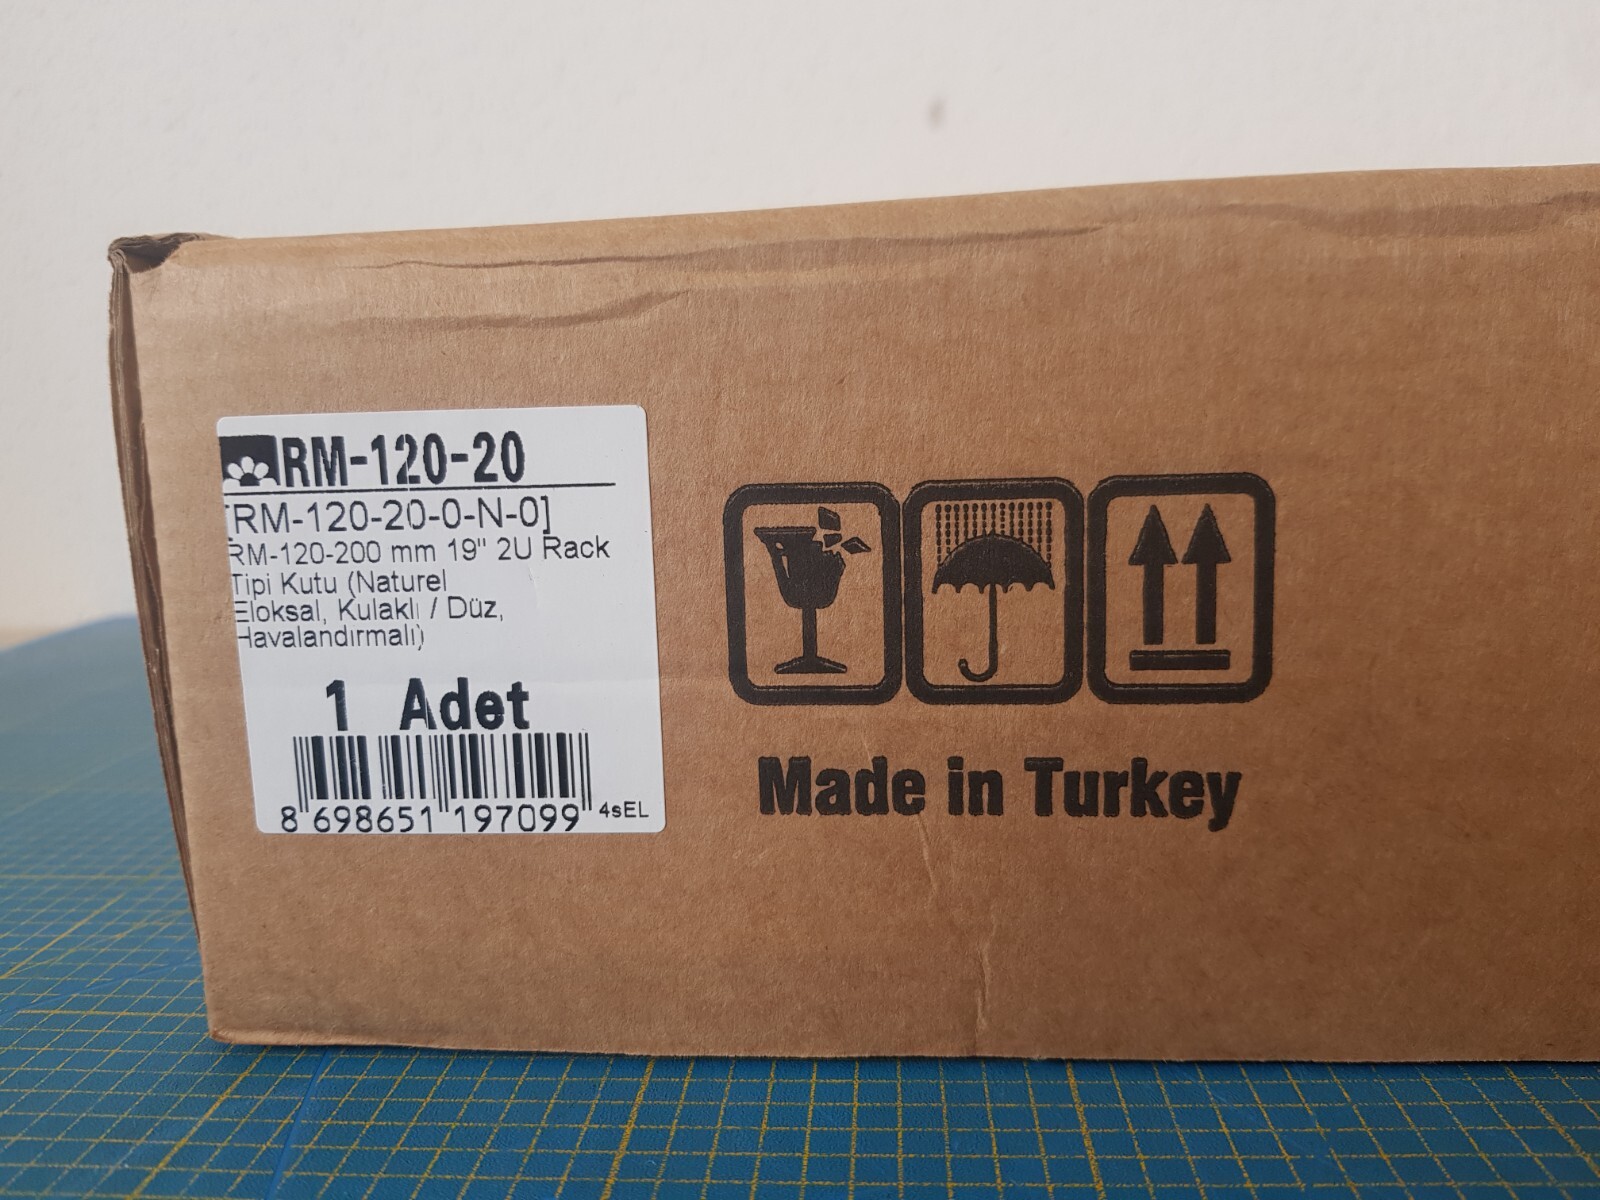 RM-120-20
[RM-120-20-0-N-0]
RM-120-200 mm 19" 2U Rack
Tipi Kutu (Naturel
Eloksal, Kulaklı / Düz,
Havalandırmalı)
1 Adet
8 698651 197099
4sEL
Made in Turkey